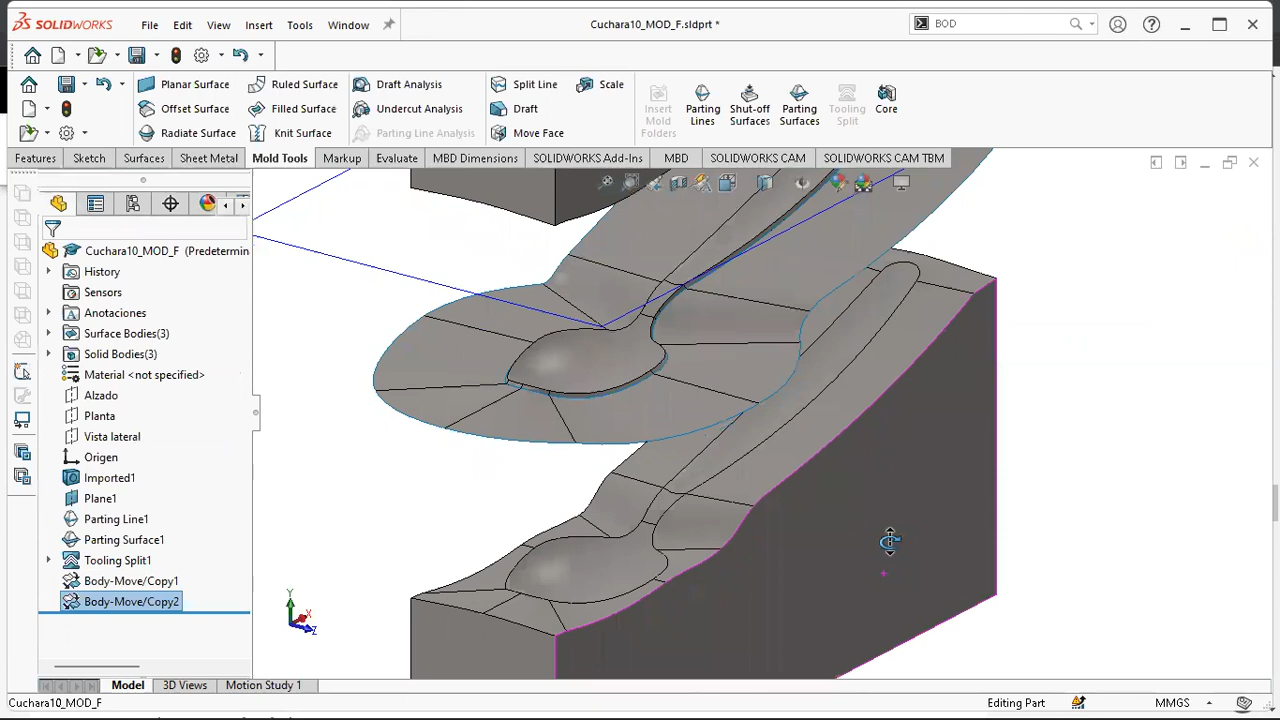 SOLIDWORKS File Edit View Insert Tools Window Cuchara10_MOD_F.sldprt * BOD
Planar Surface Ruled Surface Draft Analysis Split Line Scale
Offset Surface Filled Surface Undercut Analysis Draft
Radiate Surface Knit Surface Parting Line Analysis Move Face
Insert Mold Folders Parting Lines Shut-off Surfaces Parting Surfaces Tooling Split Core
Features Sketch Surfaces Sheet Metal Mold Tools Markup Evaluate MBD Dimensions SOLIDWORKS Add-Ins MBD SOLIDWORKS CAM SOLIDWORKS CAM TBM
Cuchara10_MOD_F (Predetermin
History
Sensors
Anotaciones
Surface Bodies(3)
Solid Bodies(3)
Material <not specified>
Alzado
Planta
Vista lateral
Origen
Imported1
Plane1
Parting Line1
Parting Surface1
Tooling Split1
Body-Move/Copy1
Body-Move/Copy2
Y
X
Z
Model 3D Views Motion Study 1
Cuchara10_MOD_F Editing Part MMGS